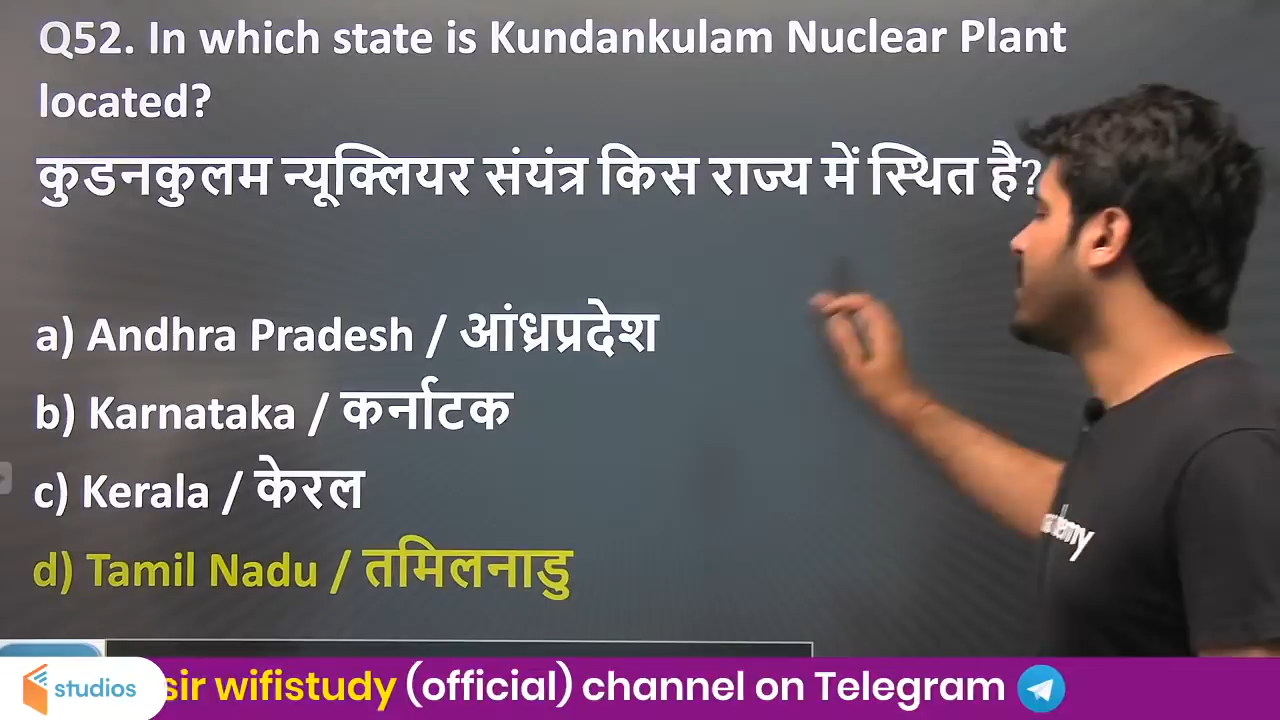 Q52. In which state is Kundankulam Nuclear Plant
located?
कुडनकुलम न्यूक्लियर संयंत्र किस राज्य में स्थित है?
a) Andhra Pradesh / आंध्रप्रदेश
b) Karnataka / कर्नाटक
c) Kerala / केरल
d) Tamil Nadu / तमिलनाडु
studios
sir wifistudy (official) channel on Telegram